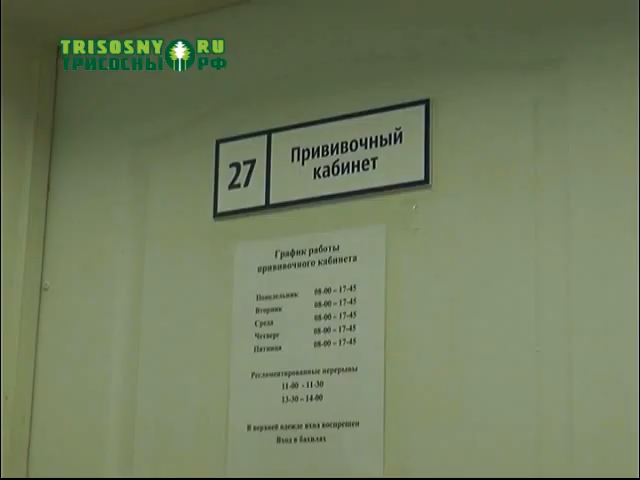 TRISOSNY RU
ТРИСОСНЫ РФ
27
Прививочный
кабинет
График работы
прививочного кабинета
Понедельник 08-00 – 17-45
Вторник 08-00 – 17-45
Среда 08-00 – 17-45
Четверг 08-00 – 17-45
Пятница 08-00 – 17-45
Регломентированные перерывы
11-00 - 11-30
13-30 – 14-00
В верхней одежде вход воспрешен
Вход в бахилах